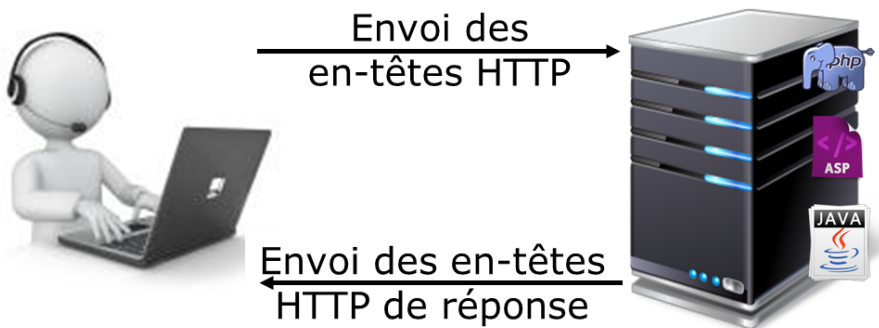 Envoi des
en-têtes HTTP
php
</>
ASP
JAVA
Envoi des en-têtes
HTTP de réponse